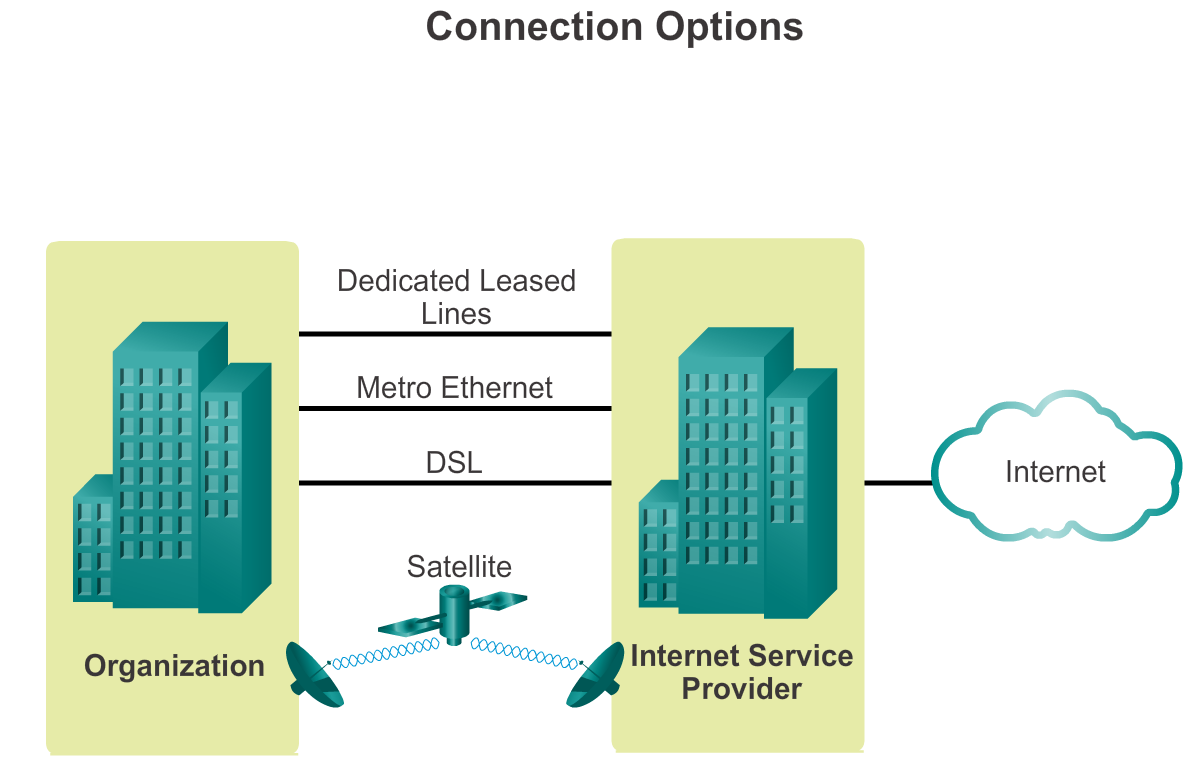 Connection Options
Dedicated Leased
Lines
Metro Ethernet
DSL
Internet
Satellite
Organization
Internet Service
Provider